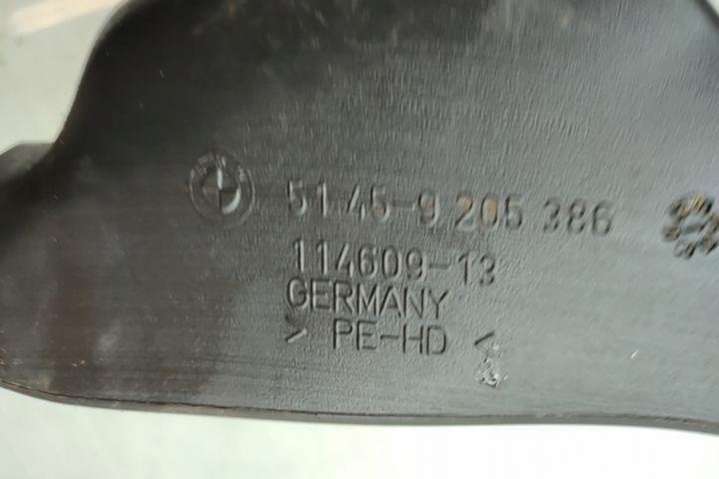 51.45-9 205 386
114609-13
GERMANY
> PE-HD <